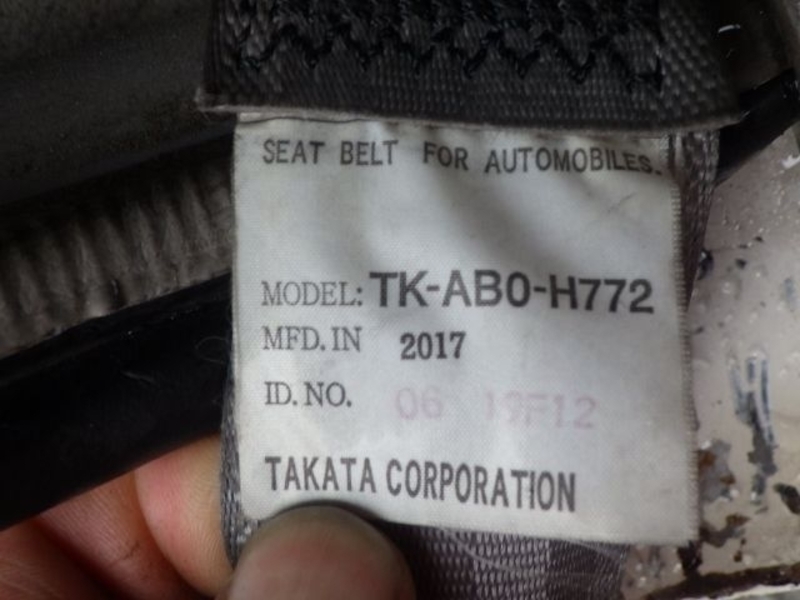 SEAT BELT FOR AUTOMOBILES.
MODEL: TK-AB0-H772
MFD. IN 2017
ID. NO. 06 19F12
TAKATA CORPORATION